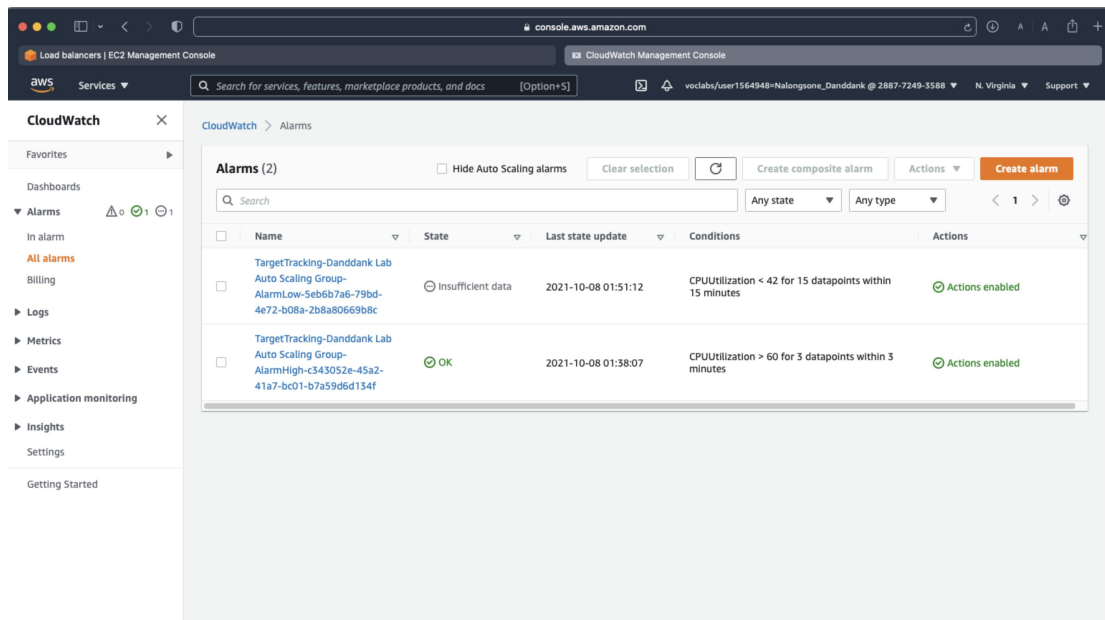 console.aws.amazon.com
A A
Load balancers | EC2 Management Console
CloudWatch Management Console
aws
Services ▼
Search for services, features, marketplace products, and docs [Option+S]
voclabs/user1564948=Nalongsone_Danddank @ 2887-7249-3588 ▼
N. Virginia ▼
Support ▼
CloudWatch
Favorites
Dashboards
Alarms 0 1 1
In alarm
All alarms
Billing
Logs
Metrics
Events
Application monitoring
Insights
Settings
Getting Started
CloudWatch > Alarms
Alarms (2)
Hide Auto Scaling alarms
Clear selection
Create composite alarm
Actions ▼
Create alarm
Search
Any state
Any type
1
Name State Last state update Conditions Actions
TargetTracking-Danddank Lab
Auto Scaling Group-
AlarmLow-5eb6b7a6-79bd-
4e72-b08a-2b8a80669b8c
Insufficient data
2021-10-08 01:51:12
CPUUtilization < 42 for 15 datapoints within
15 minutes
Actions enabled
TargetTracking-Danddank Lab
Auto Scaling Group-
AlarmHigh-c343052e-45a2-
41a7-bc01-b7a59d6d134f
OK
2021-10-08 01:38:07
CPUUtilization > 60 for 3 datapoints within 3
minutes
Actions enabled